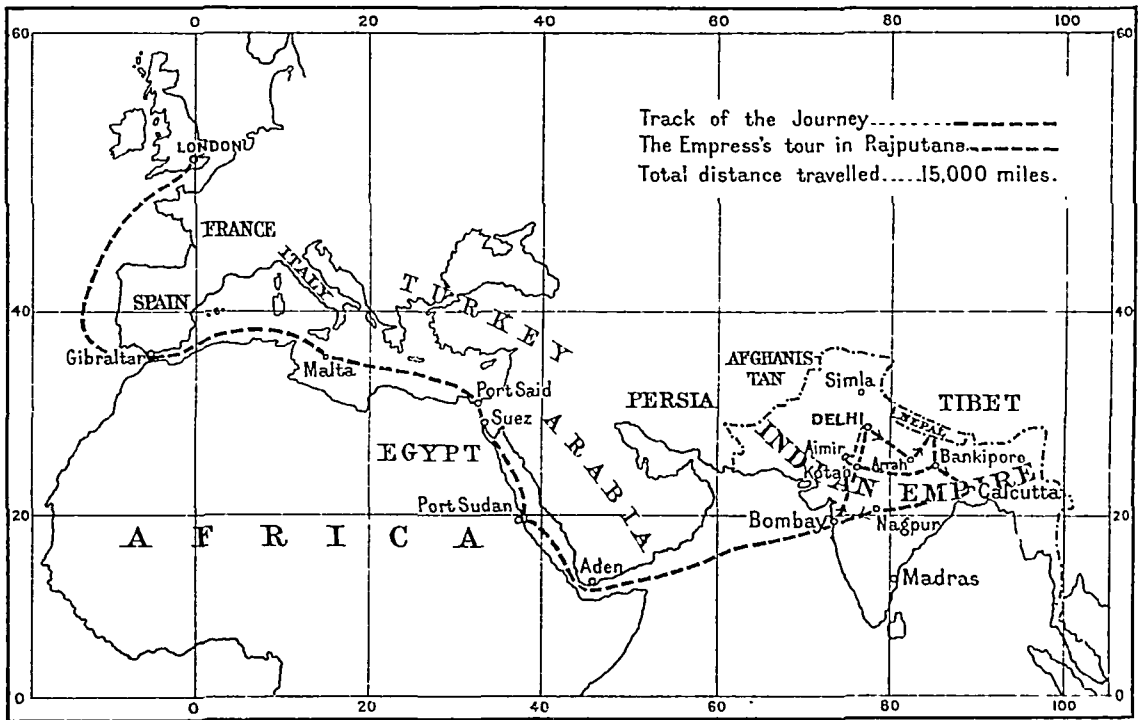 0 20 40 60 80 100
60 60
Track of the Journey
The Empress's tour in Rajputana
Total distance travelled.....15,000 miles.
LONDON
FRANCE
ITALY
SPAIN
TURKEY
40 40
Gibraltar
Malta
AFGHANIS
TAN
Simla
Port Said
PERSIA
DELHI
NEPAL
TIBET
Suez
ARABIA
EGYPT
Ajmir
Arrah
Bankipore
Kotah
INDIAN EMPIRE
Calcutta
Port Sudan
20 20
Bombay
Nagpur
AFRICA
Aden
Madras
0 0
0 20 40 60 80 100